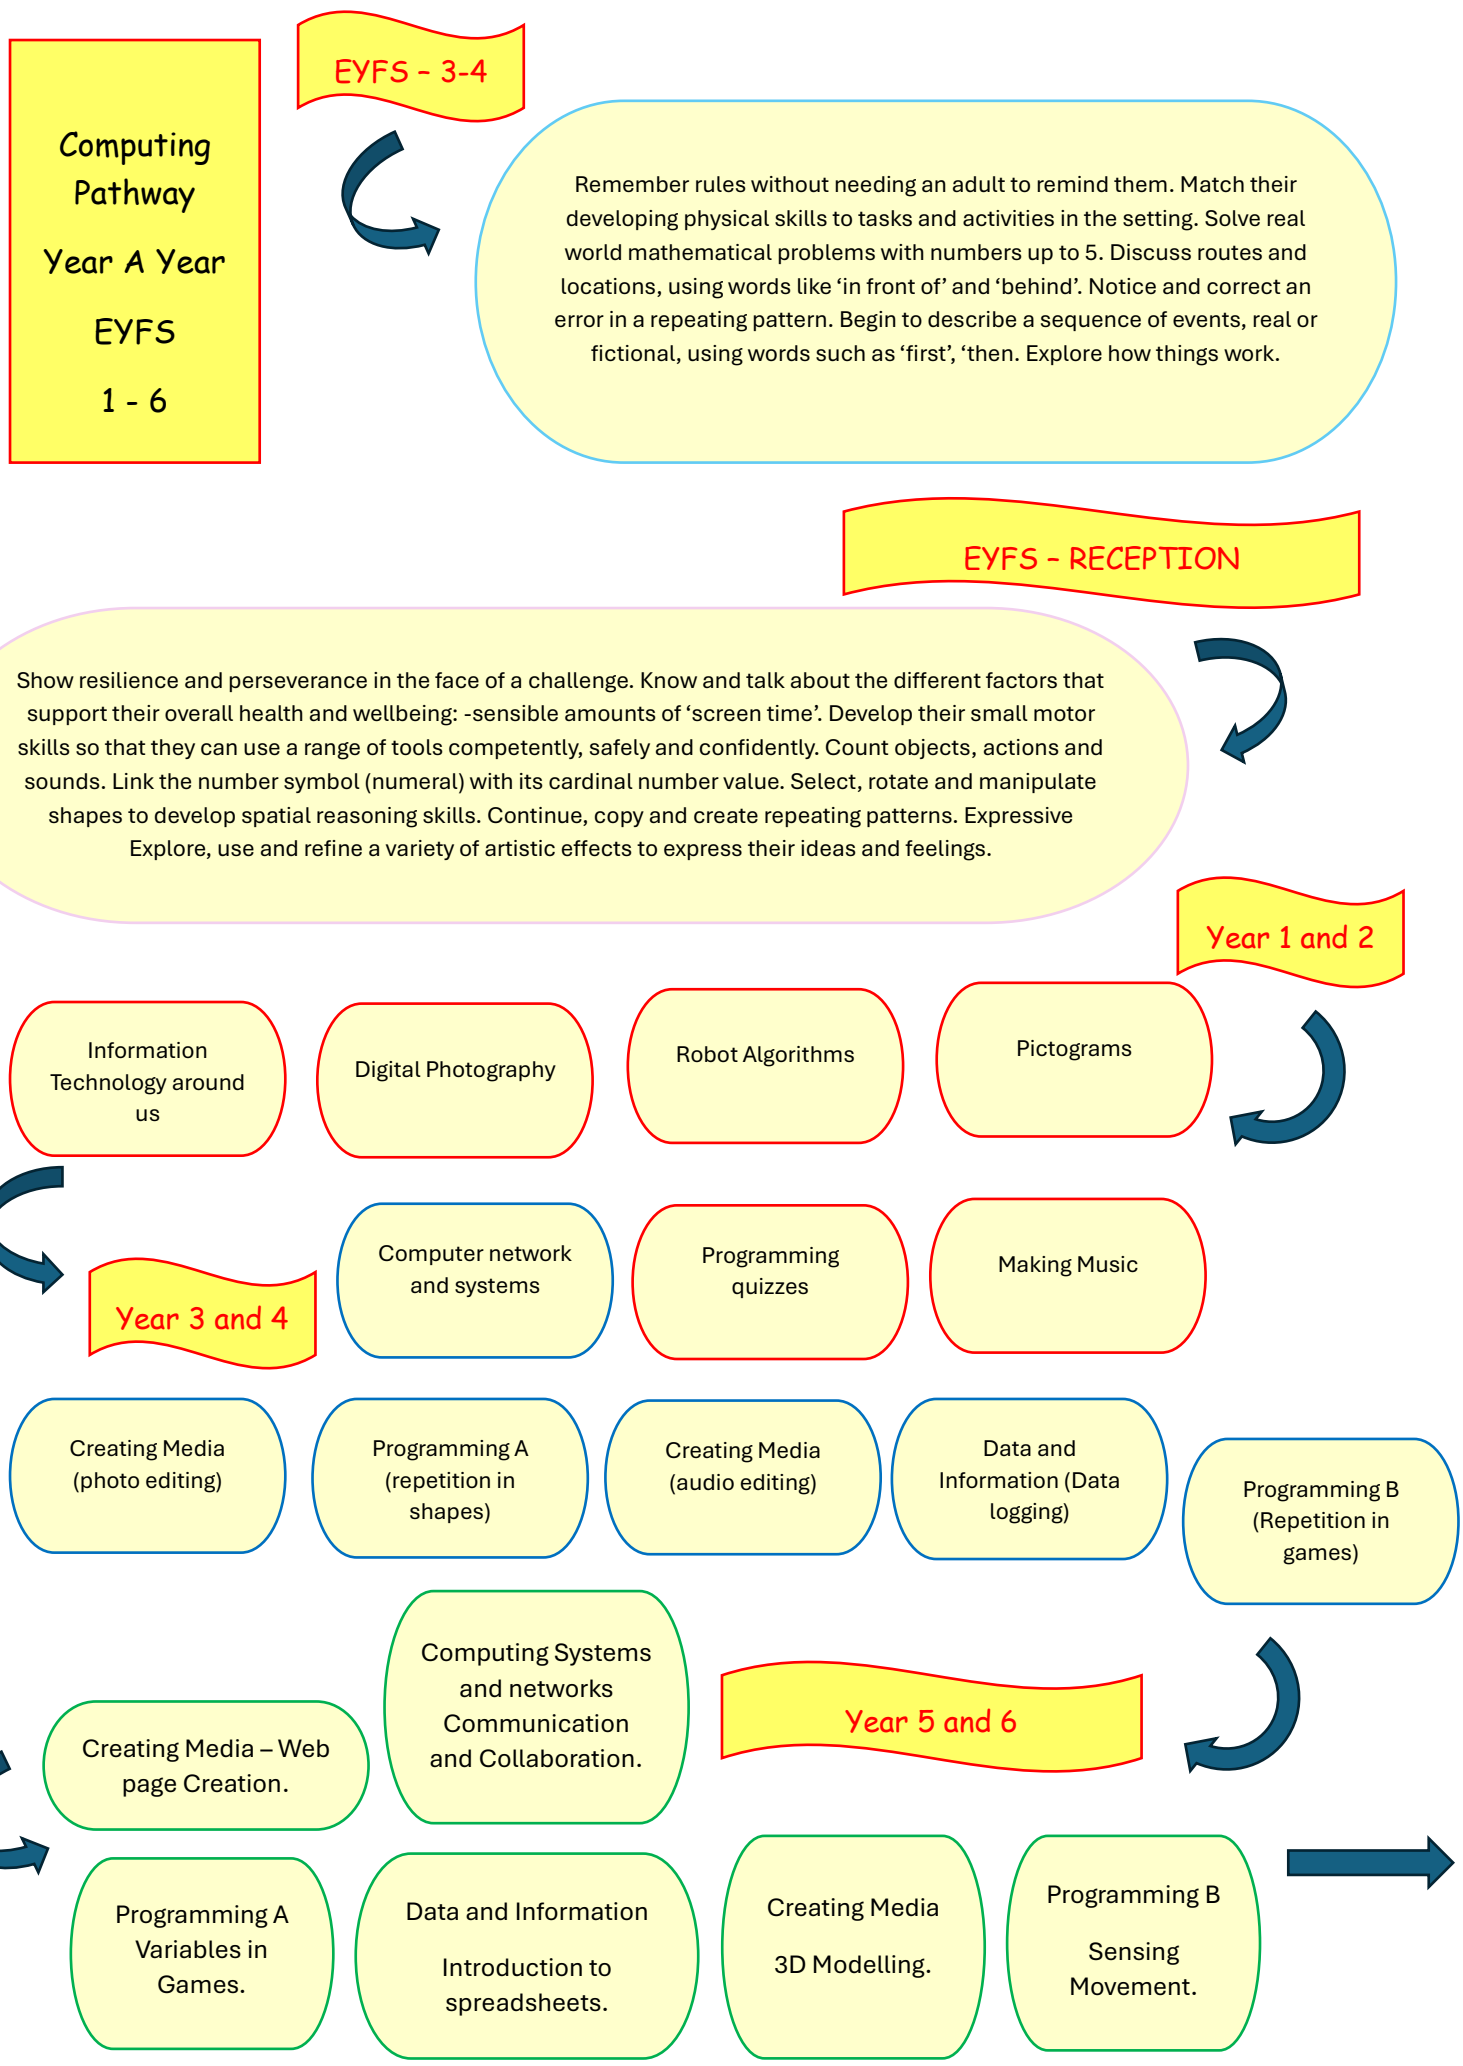 Computing
Pathway
Year A Year
EYFS
1 - 6
EYFS – 3-4
Remember rules without needing an adult to remind them. Match their
developing physical skills to tasks and activities in the setting. Solve real
world mathematical problems with numbers up to 5. Discuss routes and
locations, using words like ‘in front of’ and ‘behind’. Notice and correct an
error in a repeating pattern. Begin to describe a sequence of events, real or
fictional, using words such as ‘first’, ‘then. Explore how things work.
EYFS – RECEPTION
Show resilience and perseverance in the face of a challenge. Know and talk about the different factors that
support their overall health and wellbeing: -sensible amounts of ‘screen time’. Develop their small motor
skills so that they can use a range of tools competently, safely and confidently. Count objects, actions and
sounds. Link the number symbol (numeral) with its cardinal number value. Select, rotate and manipulate
shapes to develop spatial reasoning skills. Continue, copy and create repeating patterns. Expressive
Explore, use and refine a variety of artistic effects to express their ideas and feelings.
Year 1 and 2
Information
Technology around
us
Digital Photography
Robot Algorithms
Pictograms
Year 3 and 4
Computer network
and systems
Programming
quizzes
Making Music
Creating Media
(photo editing)
Programming A
(repetition in
shapes)
Creating Media
(audio editing)
Data and
Information (Data
logging)
Programming B
(Repetition in
games)
Creating Media – Web
page Creation.
Computing Systems
and networks
Communication
and Collaboration.
Year 5 and 6
Programming A
Variables in
Games.
Data and Information
Introduction to
spreadsheets.
Creating Media
3D Modelling.
Programming B
Sensing
Movement.